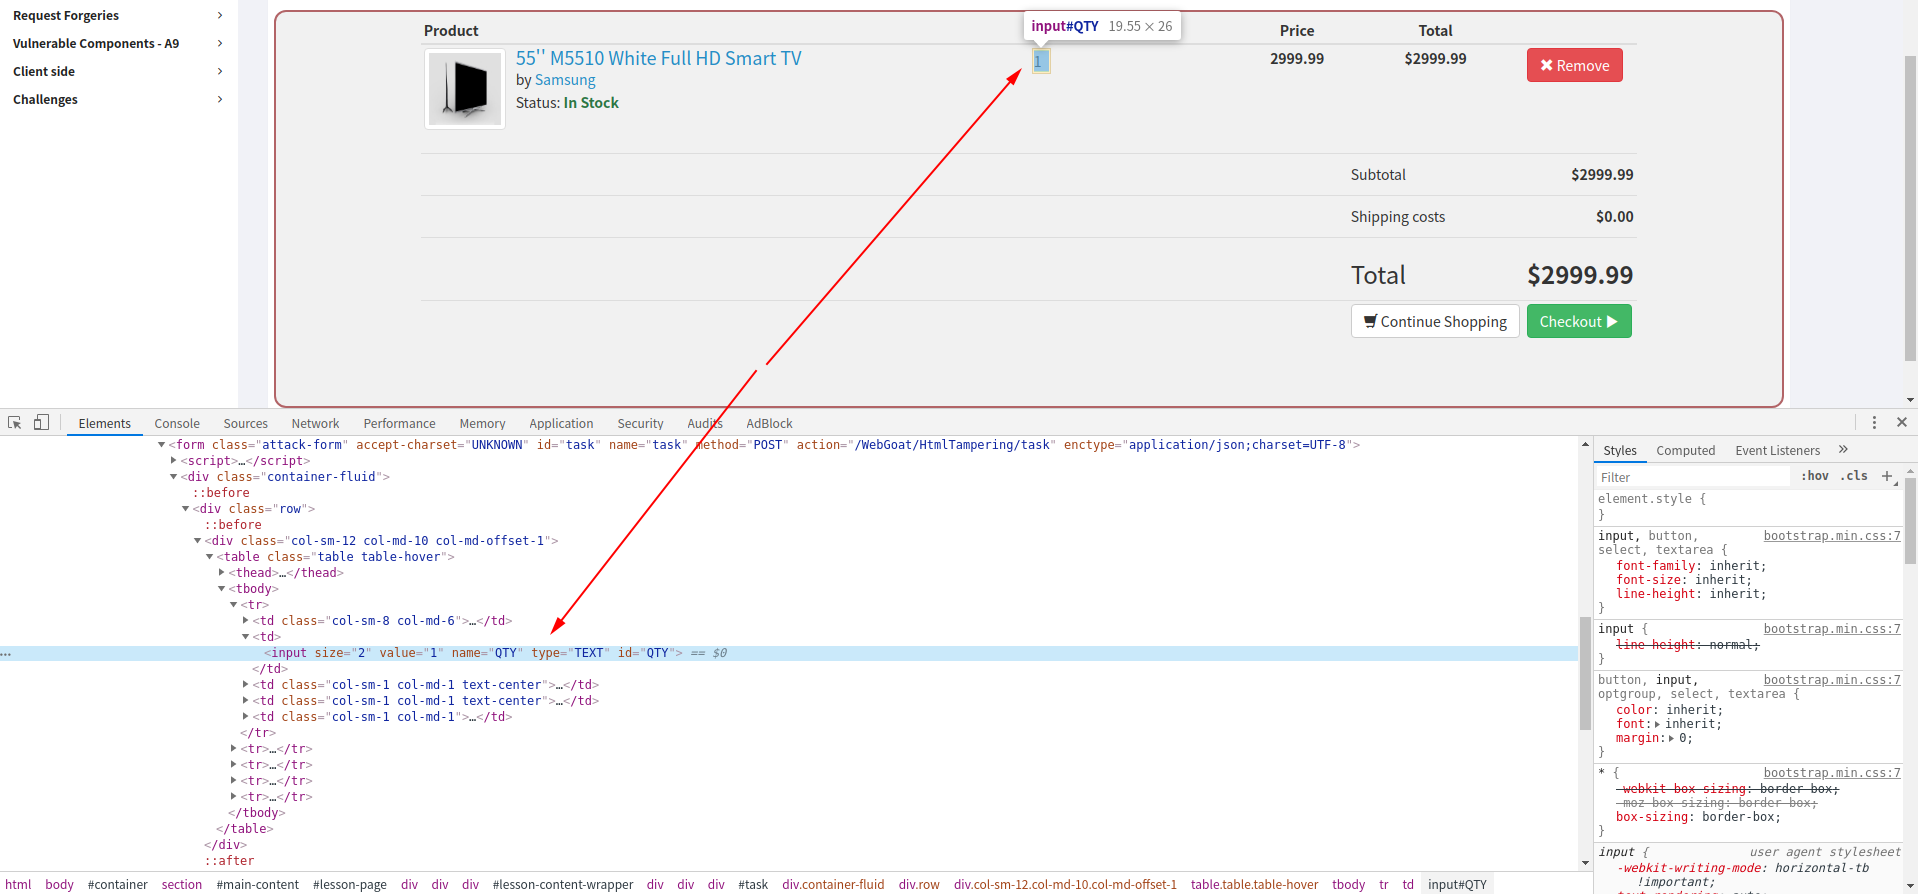 Request Forgeries
Vulnerable Components - A9
Client side
Challenges
Product Price Total
input#QTY 19.55 × 26
55'' M5510 White Full HD Smart TV 1 2999.99 $2999.99 Remove
by Samsung
Status: In Stock
Subtotal $2999.99
Shipping costs $0.00
Total $2999.99
Continue Shopping Checkout
Elements Console Sources Network Performance Memory Application Security Audits AdBlock
<form class="attack-form" accept-charset="UNKNOWN" id="task" name="task" method="POST" action="/WebGoat/HtmlTampering/task" enctype="application/json;charset=UTF-8">
<script>…</script>
<div class="container-fluid">
::before
<div class="row">
::before
<div class="col-sm-12 col-md-10 col-md-offset-1">
<table class="table table-hover">
<thead>…</thead>
<tbody>
<tr>
<td class="col-sm-8 col-md-6">…</td>
<td>
… <input size="2" value="1" name="QTY" type="TEXT" id="QTY"> == $0
</td>
<td class="col-sm-1 col-md-1 text-center">…</td>
<td class="col-sm-1 col-md-1 text-center">…</td>
<td class="col-sm-1 col-md-1">…</td>
</tr>
<tr>…</tr>
<tr>…</tr>
<tr>…</tr>
<tr>…</tr>
</tbody>
</table>
</div>
::after
html body #container section #main-content #lesson-page div div div #lesson-content-wrapper div div div #task div.container-fluid div.row div.col-sm-12.col-md-10.col-md-offset-1 table.table.table-hover tbody tr td input#QTY
Styles Computed Event Listeners »
Filter :hov .cls +
element.style {
}
input, button, bootstrap.min.css:7
select, textarea {
font-family: inherit;
font-size: inherit;
line-height: inherit;
}
input { bootstrap.min.css:7
line-height: normal;
}
button, input, bootstrap.min.css:7
optgroup, select, textarea {
color: inherit;
font: inherit;
margin: 0;
}
* { bootstrap.min.css:7
-webkit-box-sizing: border-box;
-moz-box-sizing: border-box;
box-sizing: border-box;
}
input { user agent stylesheet
-webkit-writing-mode: horizontal-tb
!important;